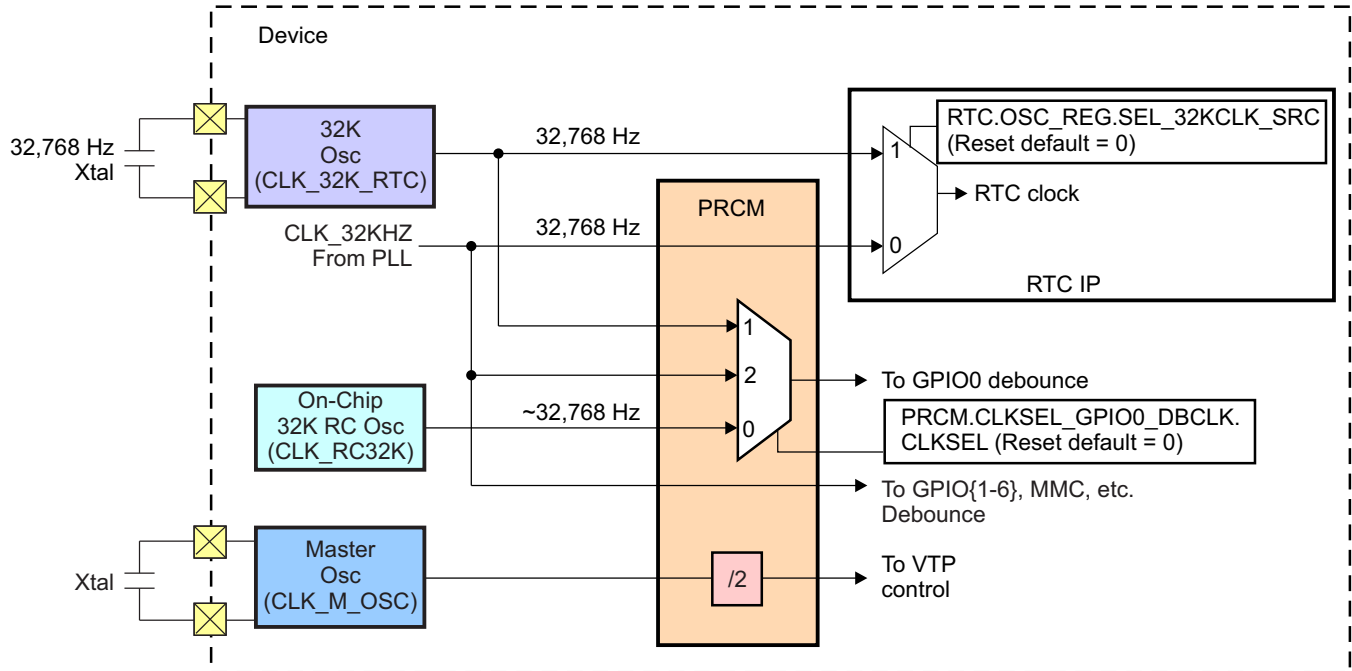 Device
32,768 Hz
Xtal
32K
Osc
(CLK_32K_RTC)
32,768 Hz
RTC.OSC_REG.SEL_32KCLK_SRC
(Reset default = 0)
1
RTC clock
0
RTC IP
CLK_32KHZ
From PLL
32,768 Hz
PRCM
1
2
0
To GPIO0 debounce
On-Chip
32K RC Osc
(CLK_RC32K)
~32,768 Hz
PRCM.CLKSEL_GPIO0_DBCLK.
CLKSEL (Reset default = 0)
To GPIO{1-6}, MMC, etc.
Debounce
Xtal
Master
Osc
(CLK_M_OSC)
/2
To VTP
control